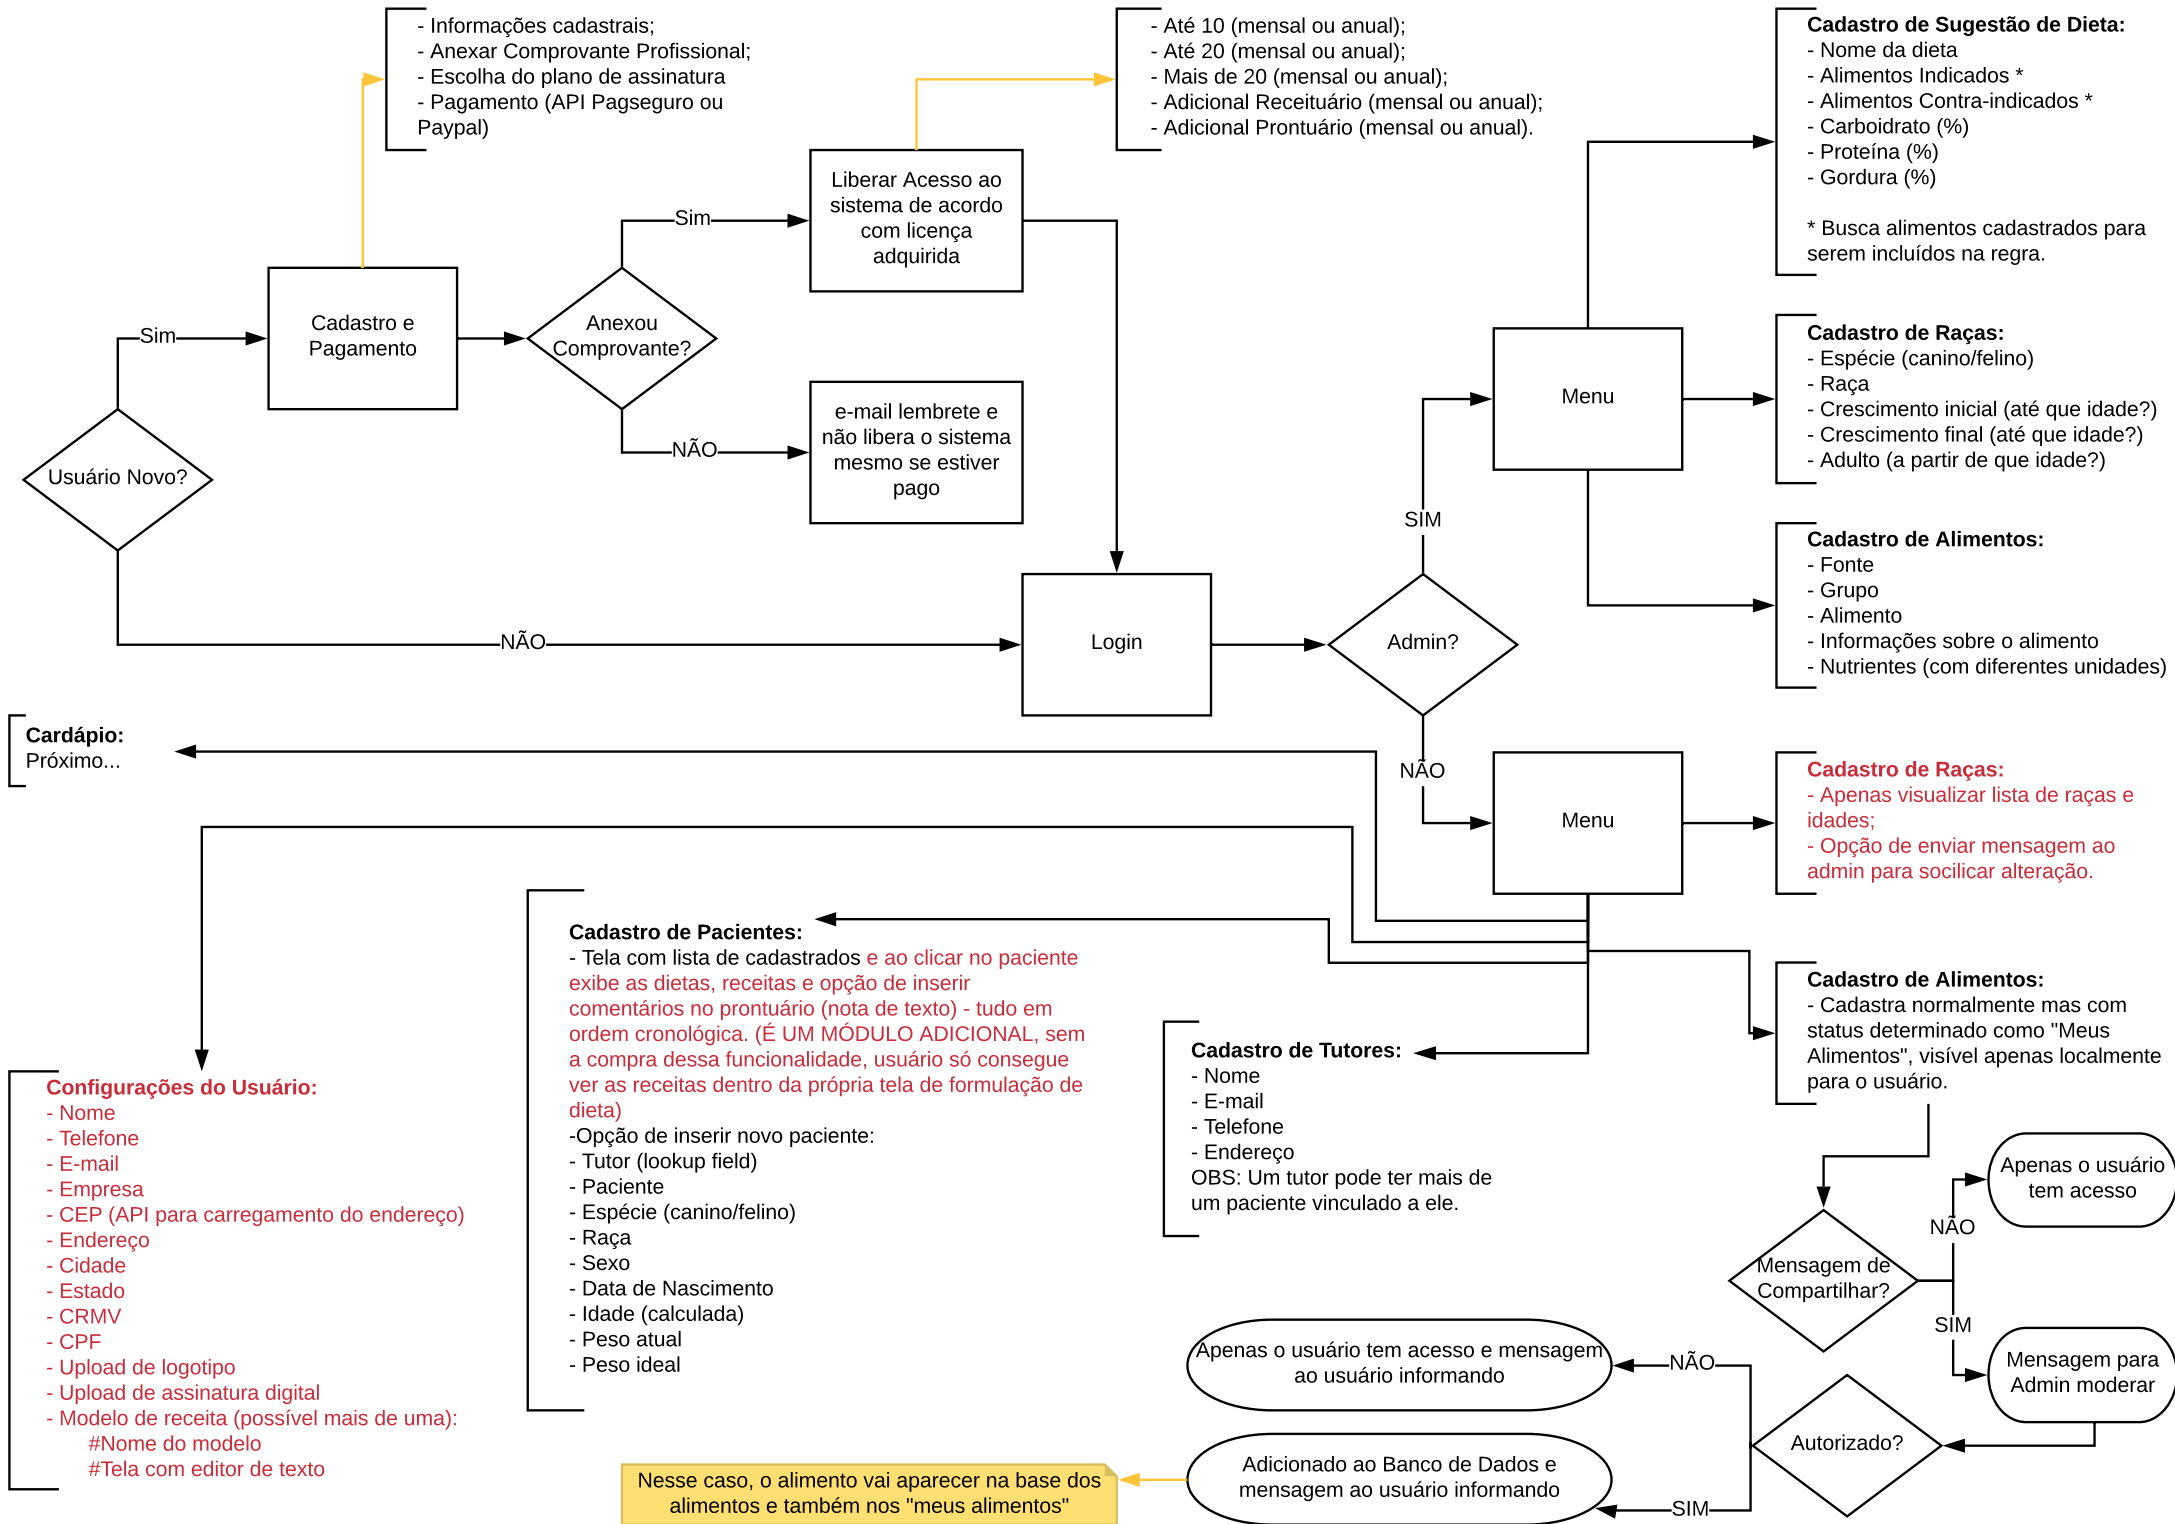 - Informações cadastrais;
- Anexar Comprovante Profissional;
- Escolha do plano de assinatura
- Pagamento (API Pagseguro ou
Paypal)
- Até 10 (mensal ou anual);
- Até 20 (mensal ou anual);
- Mais de 20 (mensal ou anual);
- Adicional Receituário (mensal ou anual);
- Adicional Prontuário (mensal ou anual).
Cadastro de Sugestão de Dieta:
- Nome da dieta
- Alimentos Indicados *
- Alimentos Contra-indicados *
- Carboidrato (%)
- Proteína (%)
- Gordura (%)
* Busca alimentos cadastrados para
serem incluídos na regra.
Usuário Novo?
Sim
Cadastro e
Pagamento
Anexou
Comprovante?
Sim
Liberar Acesso ao
sistema de acordo
com licença
adquirida
NÃO
e-mail lembrete e
não libera o sistema
mesmo se estiver
pago
NÃO
Login
Admin?
SIM
Menu
Cadastro de Raças:
- Espécie (canino/felino)
- Raça
- Crescimento inicial (até que idade?)
- Crescimento final (até que idade?)
- Adulto (a partir de que idade?)
Cadastro de Alimentos:
- Fonte
- Grupo
- Alimento
- Informações sobre o alimento
- Nutrientes (com diferentes unidades)
NÃO
Menu
Cadastro de Raças:
- Apenas visualizar lista de raças e
idades;
- Opção de enviar mensagem ao
admin para socilicar alteração.
Cardápio:
Próximo...
Configurações do Usuário:
- Nome
- Telefone
- E-mail
- Empresa
- CEP (API para carregamento do endereço)
- Endereço
- Cidade
- Estado
- CRMV
- CPF
- Upload de logotipo
- Upload de assinatura digital
- Modelo de receita (possível mais de uma):
#Nome do modelo
#Tela com editor de texto
Cadastro de Pacientes:
- Tela com lista de cadastrados e ao clicar no paciente
exibe as dietas, receitas e opção de inserir
comentários no prontuário (nota de texto) - tudo em
ordem cronológica. (É UM MÓDULO ADICIONAL, sem
a compra dessa funcionalidade, usuário só consegue
ver as receitas dentro da própria tela de formulação de
dieta)
-Opção de inserir novo paciente:
- Tutor (lookup field)
- Paciente
- Espécie (canino/felino)
- Raça
- Sexo
- Data de Nascimento
- Idade (calculada)
- Peso atual
- Peso ideal
Cadastro de Tutores:
- Nome
- E-mail
- Telefone
- Endereço
OBS: Um tutor pode ter mais de
um paciente vinculado a ele.
Cadastro de Alimentos:
- Cadastra normalmente mas com
status determinado como "Meus
Alimentos", visível apenas localmente
para o usuário.
Mensagem de
Compartilhar?
NÃO
Apenas o usuário
tem acesso
SIM
Mensagem para
Admin moderar
Autorizado?
NÃO
Apenas o usuário tem acesso e mensagem
ao usuário informando
SIM
Adicionado ao Banco de Dados e
mensagem ao usuário informando
Nesse caso, o alimento vai aparecer na base dos
alimentos e também nos "meus alimentos"